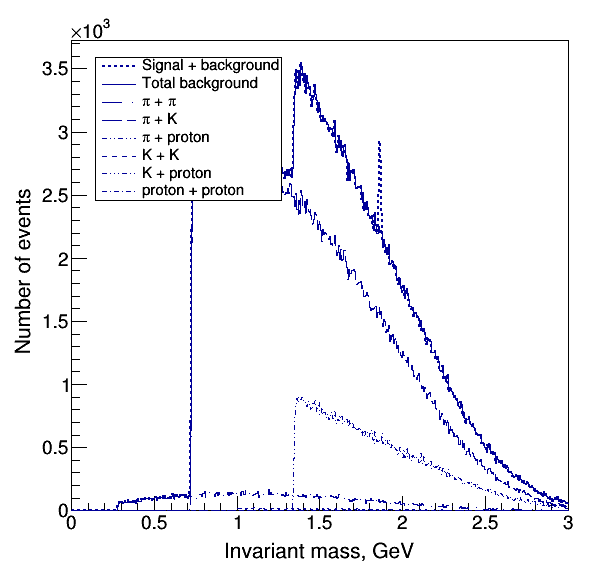 ×10³
Signal + background
Total background
π + π
π + K
π + proton
K + K
K + proton
proton + proton
3.5
3
2.5
2
1.5
1
0.5
0
Number of events
0 0.5 1 1.5 2 2.5 3
Invariant mass, GeV